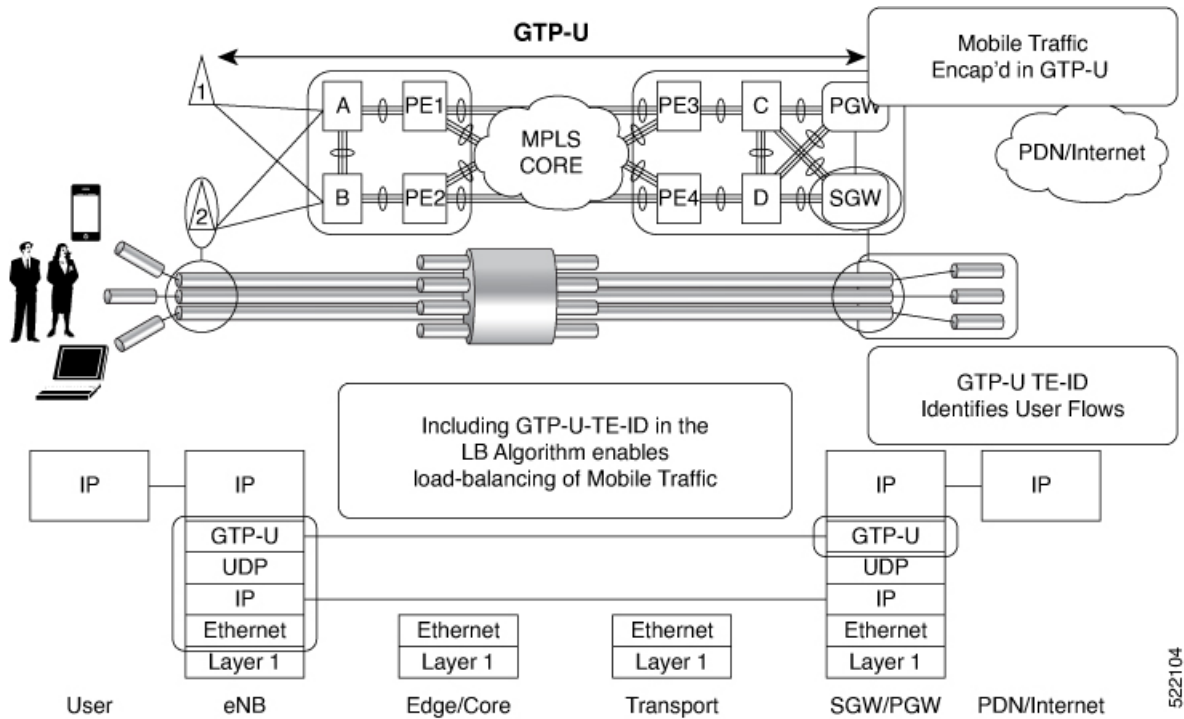 GTP-U
Mobile Traffic
Encap'd in GTP-U
1
A
PE1
PE3
C
PGW
MPLS
CORE
PDN/Internet
2
B
PE2
PE4
D
SGW
GTP-U TE-ID
Identifies User Flows
Including GTP-U-TE-ID in the
LB Algorithm enables
load-balancing of Mobile Traffic
IP
IP
IP
IP
GTP-U
GTP-U
UDP
UDP
IP
IP
Ethernet
Ethernet
Ethernet
Ethernet
Layer 1
Layer 1
Layer 1
Layer 1
User
eNB
Edge/Core
Transport
SGW/PGW
PDN/Internet
522104